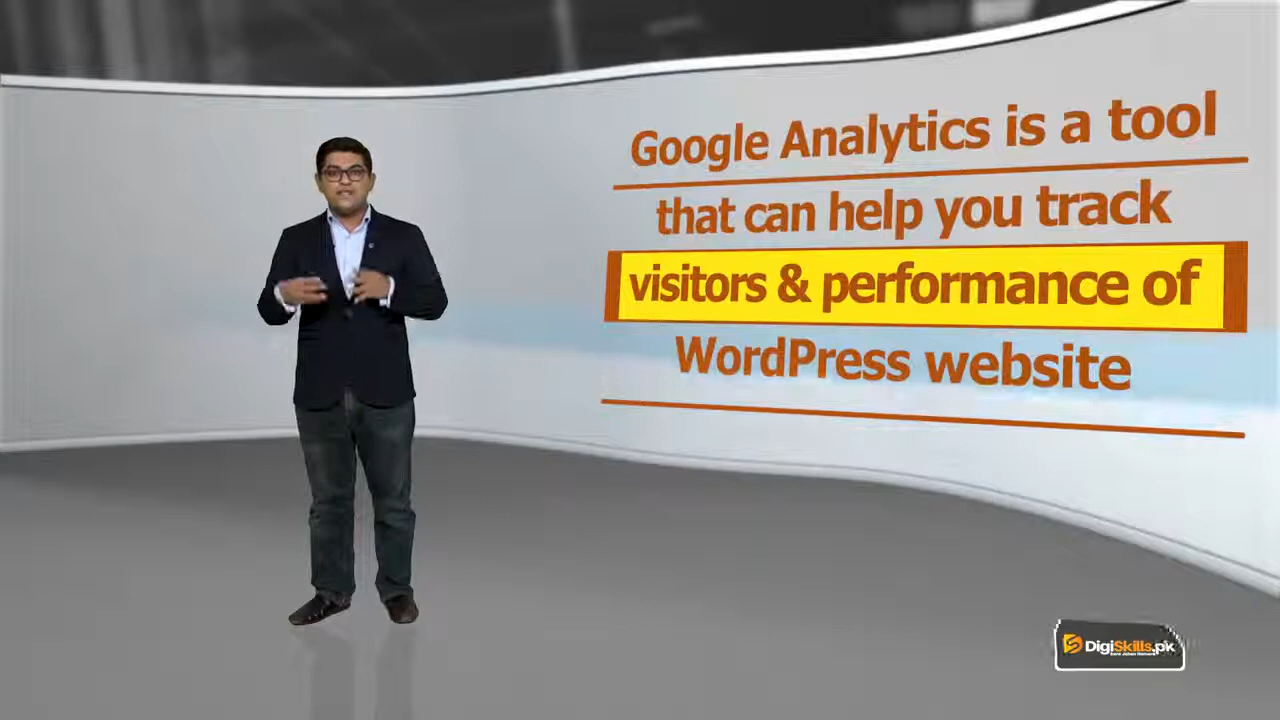 Google Analytics is a tool
that can help you track
visitors & performance of
WordPress website
DigiSkills.pk